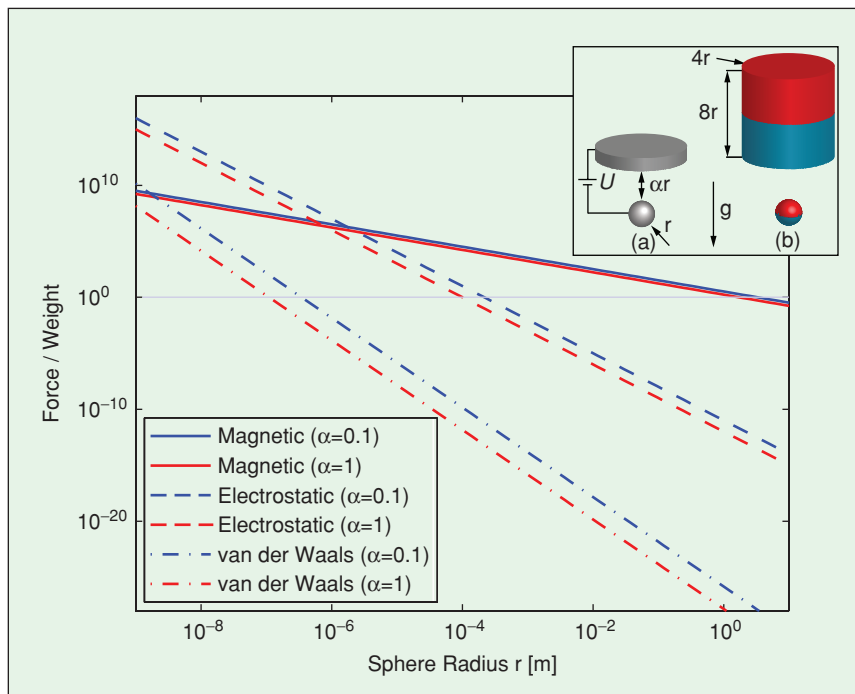 4r
8r
U
αr
r
g
(a)
(b)
10^10
10^0
10^−10
10^−20
Force / Weight
Magnetic (α=0.1)
Magnetic (α=1)
Electrostatic (α=0.1)
Electrostatic (α=1)
van der Waals (α=0.1)
van der Waals (α=1)
10^−8 10^−6 10^−4 10^−2 10^0
Sphere Radius r [m]